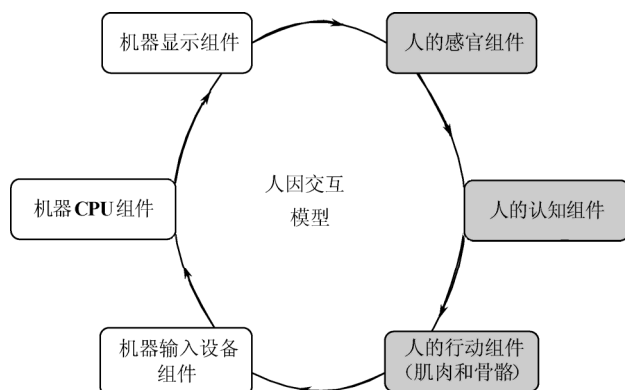 机器显示组件
人的感官组件
人因交互
模型
机器CPU组件
人的认知组件
机器输入设备
组件
人的行动组件
(肌肉和骨骼)